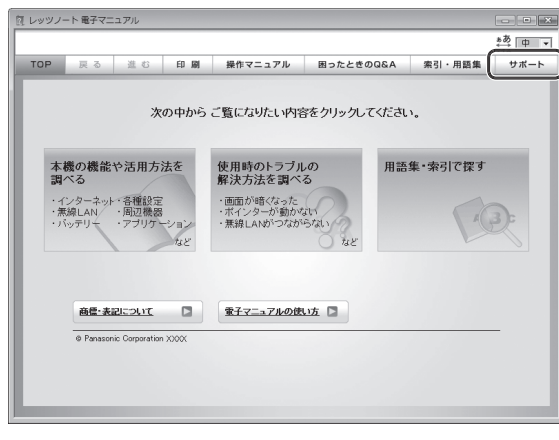 レッツノート 電子マニュアル
ぁあ 中
TOP 戻る 進む 印刷 操作マニュアル 困ったときのQ&A 索引・用語集 サポート
次の中から ご覧になりたい内容をクリックしてください。
本機の機能や活用方法を
調べる
・インターネット・各種設定
・無線LAN ・周辺機器
・バッテリー ・アプリケーション
など
使用時のトラブルの
解決方法を調べる
・画面が暗くなった
・ポインターが動かない
・無線LANがつながらない
など
用語集・索引で探す
商標・表記について
電子マニュアルの使い方
© Panasonic Corporation XXXX